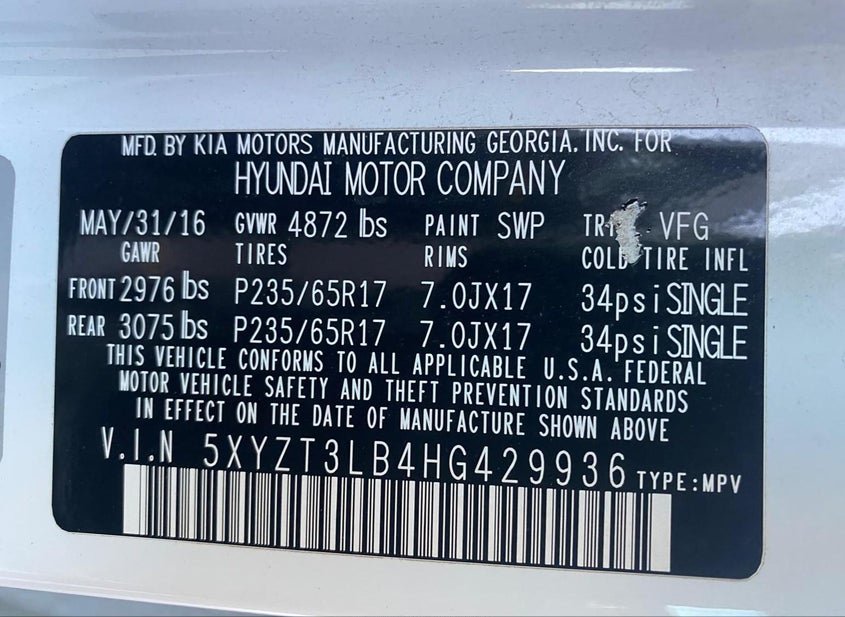 MFD. BY KIA MOTORS MANUFACTURING GEORGIA. INC. FOR
HYUNDAI MOTOR COMPANY
MAY/31/16 GVWR 4872 lbs PAINT SWP VFG
GAWR TIRES RIMS COLD TIRE INFL
FRONT 2976 lbs P235/65R17 7.0JX17 34psi SINGLE
REAR 3075 lbs P235/65R17 7.0JX17 34psi SINGLE
THIS VEHICLE CONFORMS TO ALL APPLICABLE U.S.A. FEDERAL
MOTOR VEHICLE SAFETY AND THEFT PREVENTION STANDARDS
IN EFFECT ON THE DATE OF MANUFACTURE SHOWN ABOVE
V.I.N 5XYZT3LB4HG429936 TYPE:MPV